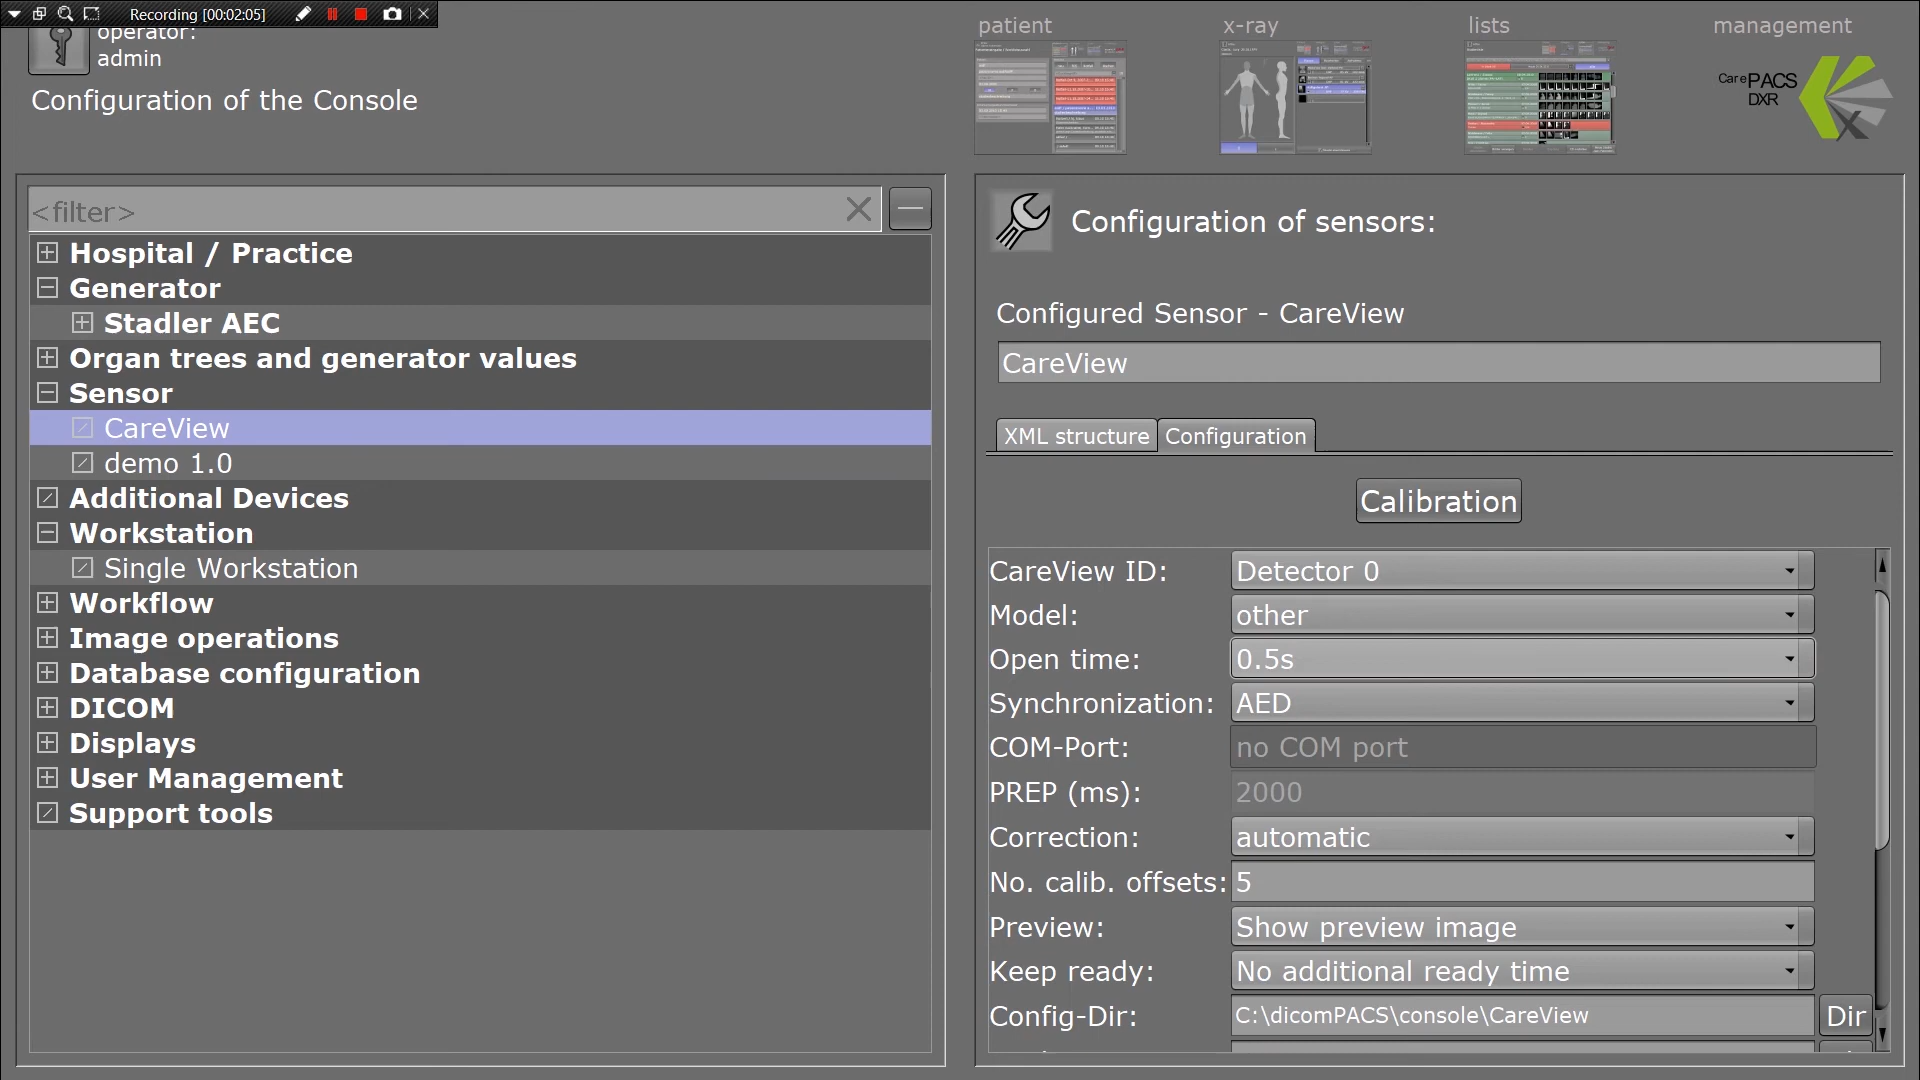 Recording [00:02:05]
operator:
admin
Configuration of the Console
patient
x-ray
lists
management
CarePACS
DXR
<filter>
Hospital / Practice
Generator
Stadler AEC
Organ trees and generator values
Sensor
CareView
demo 1.0
Additional Devices
Workstation
Single Workstation
Workflow
Image operations
Database configuration
DICOM
Displays
User Management
Support tools
Configuration of sensors:
Configured Sensor - CareView
CareView
XML structure
Configuration
Calibration
CareView ID: Detector 0
Model: other
Open time: 0.5s
Synchronization: AED
COM-Port: no COM port
PREP (ms): 2000
Correction: automatic
No. calib. offsets: 5
Preview: Show preview image
Keep ready: No additional ready time
Config-Dir: C:\dicomPACS\console\CareView Dir